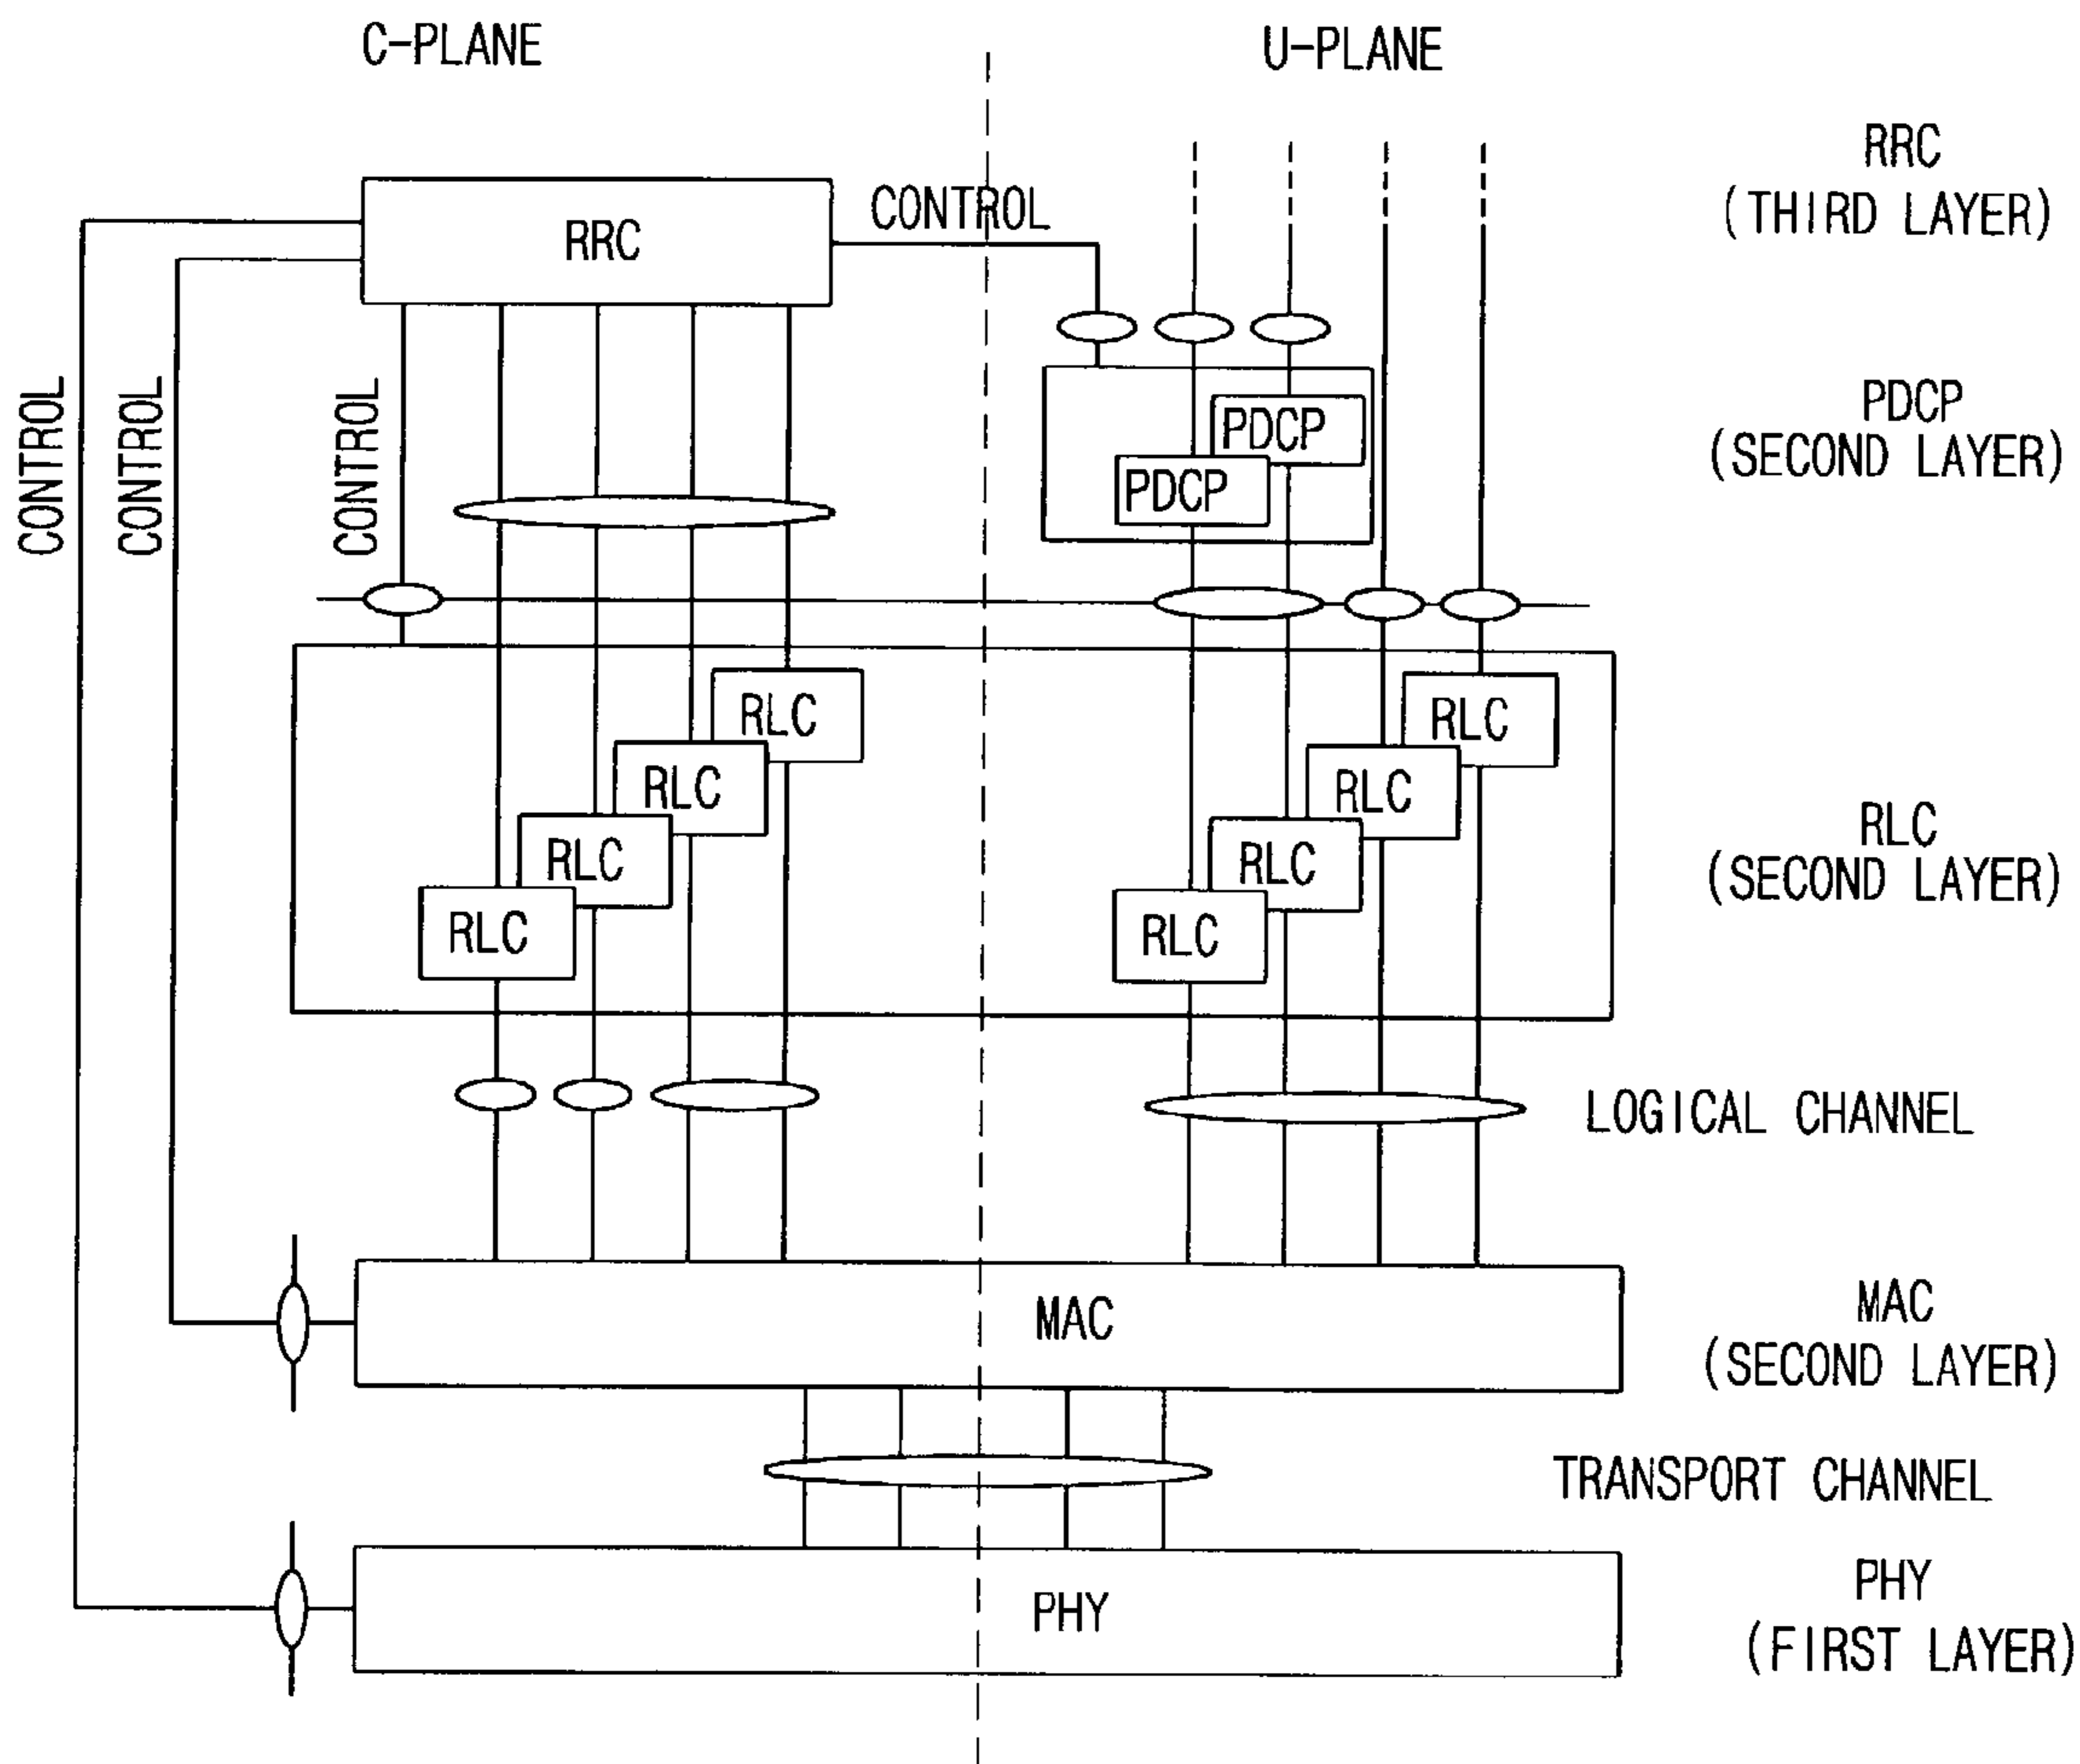 C-PLANE
U-PLANE
RRC
(THIRD LAYER)
RRC
CONTROL
CONTROL
CONTROL
CONTROL
PDCP
PDCP
PDCP
(SECOND LAYER)
RLC
RLC
RLC
RLC
RLC
RLC
RLC
RLC
RLC
(SECOND LAYER)
LOGICAL CHANNEL
MAC
MAC
(SECOND LAYER)
TRANSPORT CHANNEL
PHY
PHY
(FIRST LAYER)